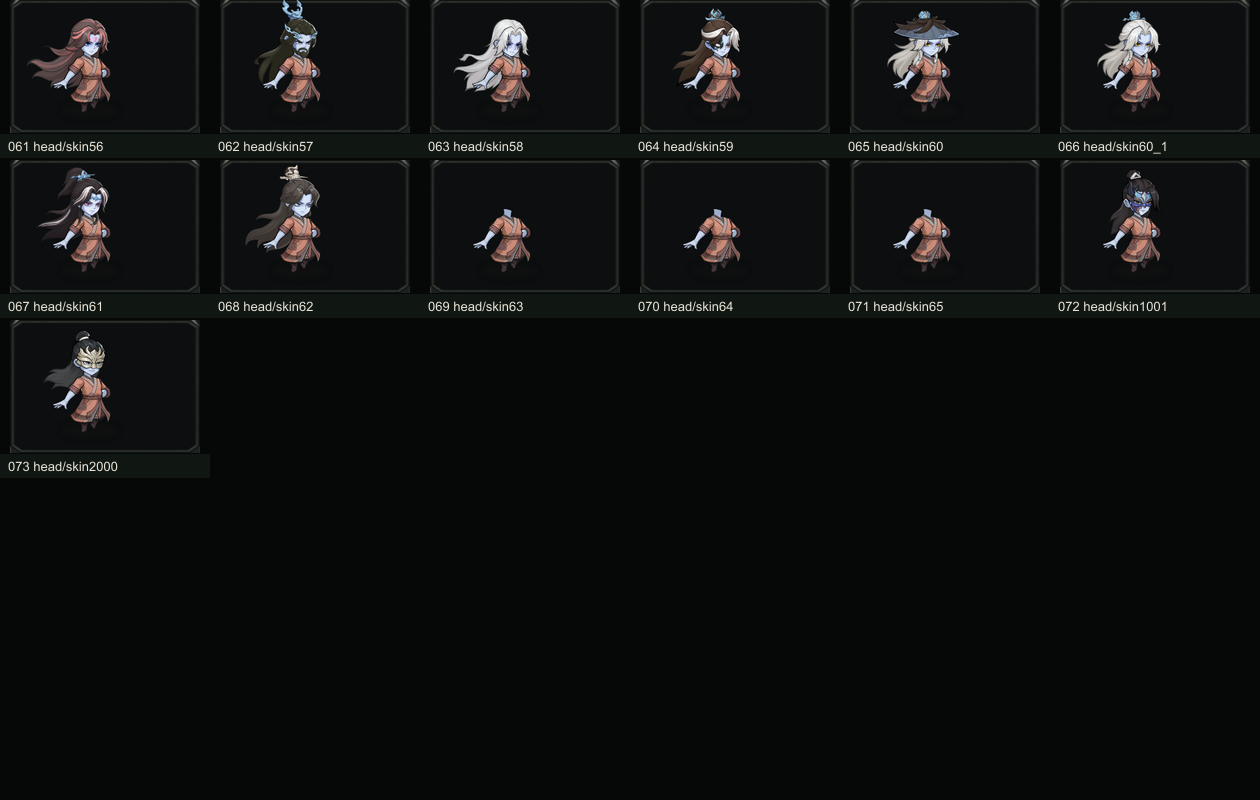 061 head/skin56
062 head/skin57
063 head/skin58
064 head/skin59
065 head/skin60
066 head/skin60_1
067 head/skin61
068 head/skin62
069 head/skin63
070 head/skin64
071 head/skin65
072 head/skin1001
073 head/skin2000